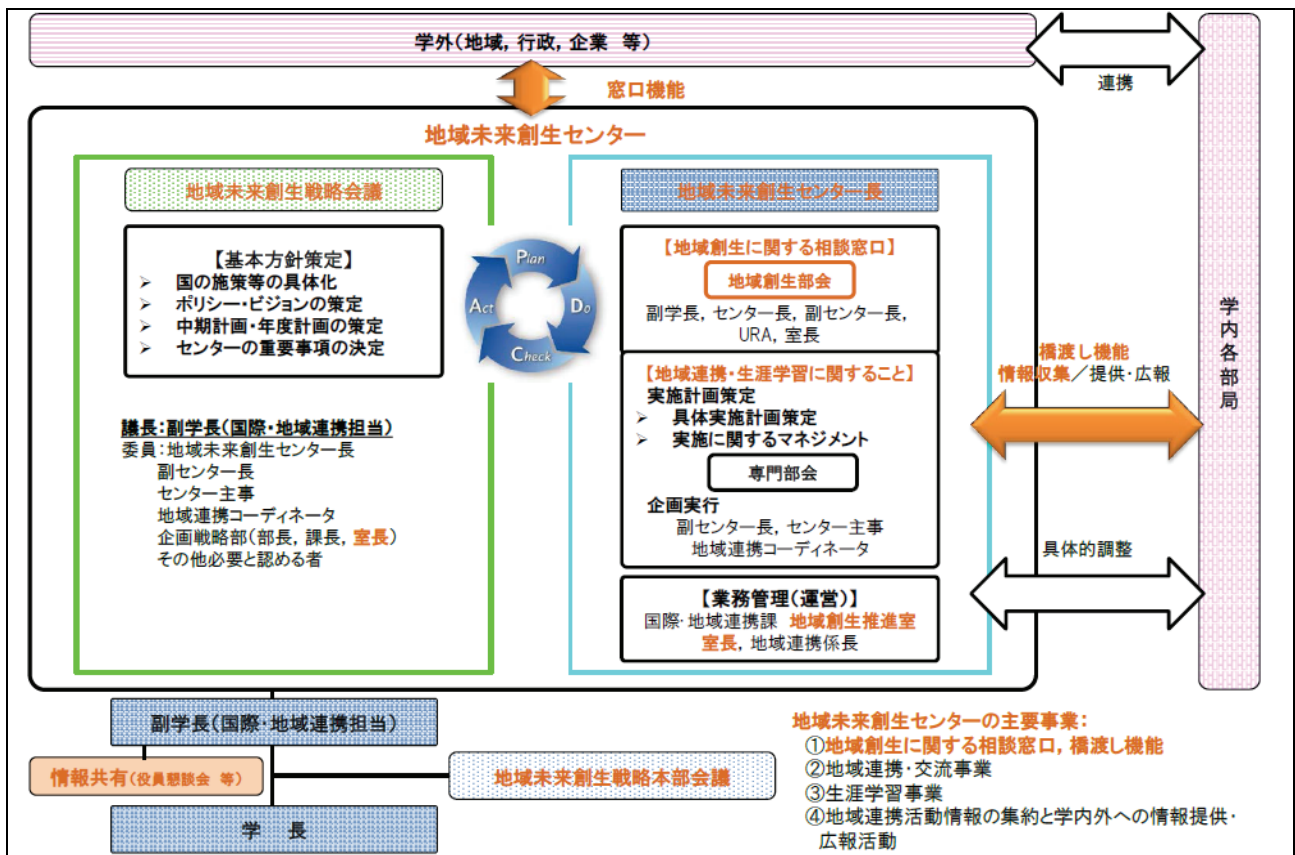 学外(地域，行政，企業 等)
連携
窓口機能
地域未来創生センター
地域未来創生戦略会議
【基本方針策定】
➢ 国の施策等の具体化
➢ ポリシー・ビジョンの策定
➢ 中期計画・年度計画の策定
➢ センターの重要事項の決定
議長：副学長(国際・地域連携担当)
委員：地域未来創生センター長
副センター長
センター主事
地域連携コーディネータ
企画戦略部(部長，課長，室長)
その他必要と認める者
Plan
Do
Check
Act
地域未来創生センター長
【地域創生に関する相談窓口】
地域創生部会
副学長，センター長，副センター長，
URA，室長
【地域連携・生涯学習に関すること】
実施計画策定
➢ 具体実施計画策定
➢ 実施に関するマネジメント
専門部会
企画実行
副センター長，センター主事
地域連携コーディネータ
【業務管理(運営)】
国際・地域連携課 地域創生推進室
室長，地域連携係長
橋渡し機能
情報収集／提供・広報
具体的調整
学内各部局
副学長(国際・地域連携担当)
情報共有(役員懇談会 等)
地域未来創生戦略本部会議
学 長
地域未来創生センターの主要事業：
①地域創生に関する相談窓口，橋渡し機能
②地域連携・交流事業
③生涯学習事業
④地域連携活動情報の集約と学内外への情報提供・
広報活動